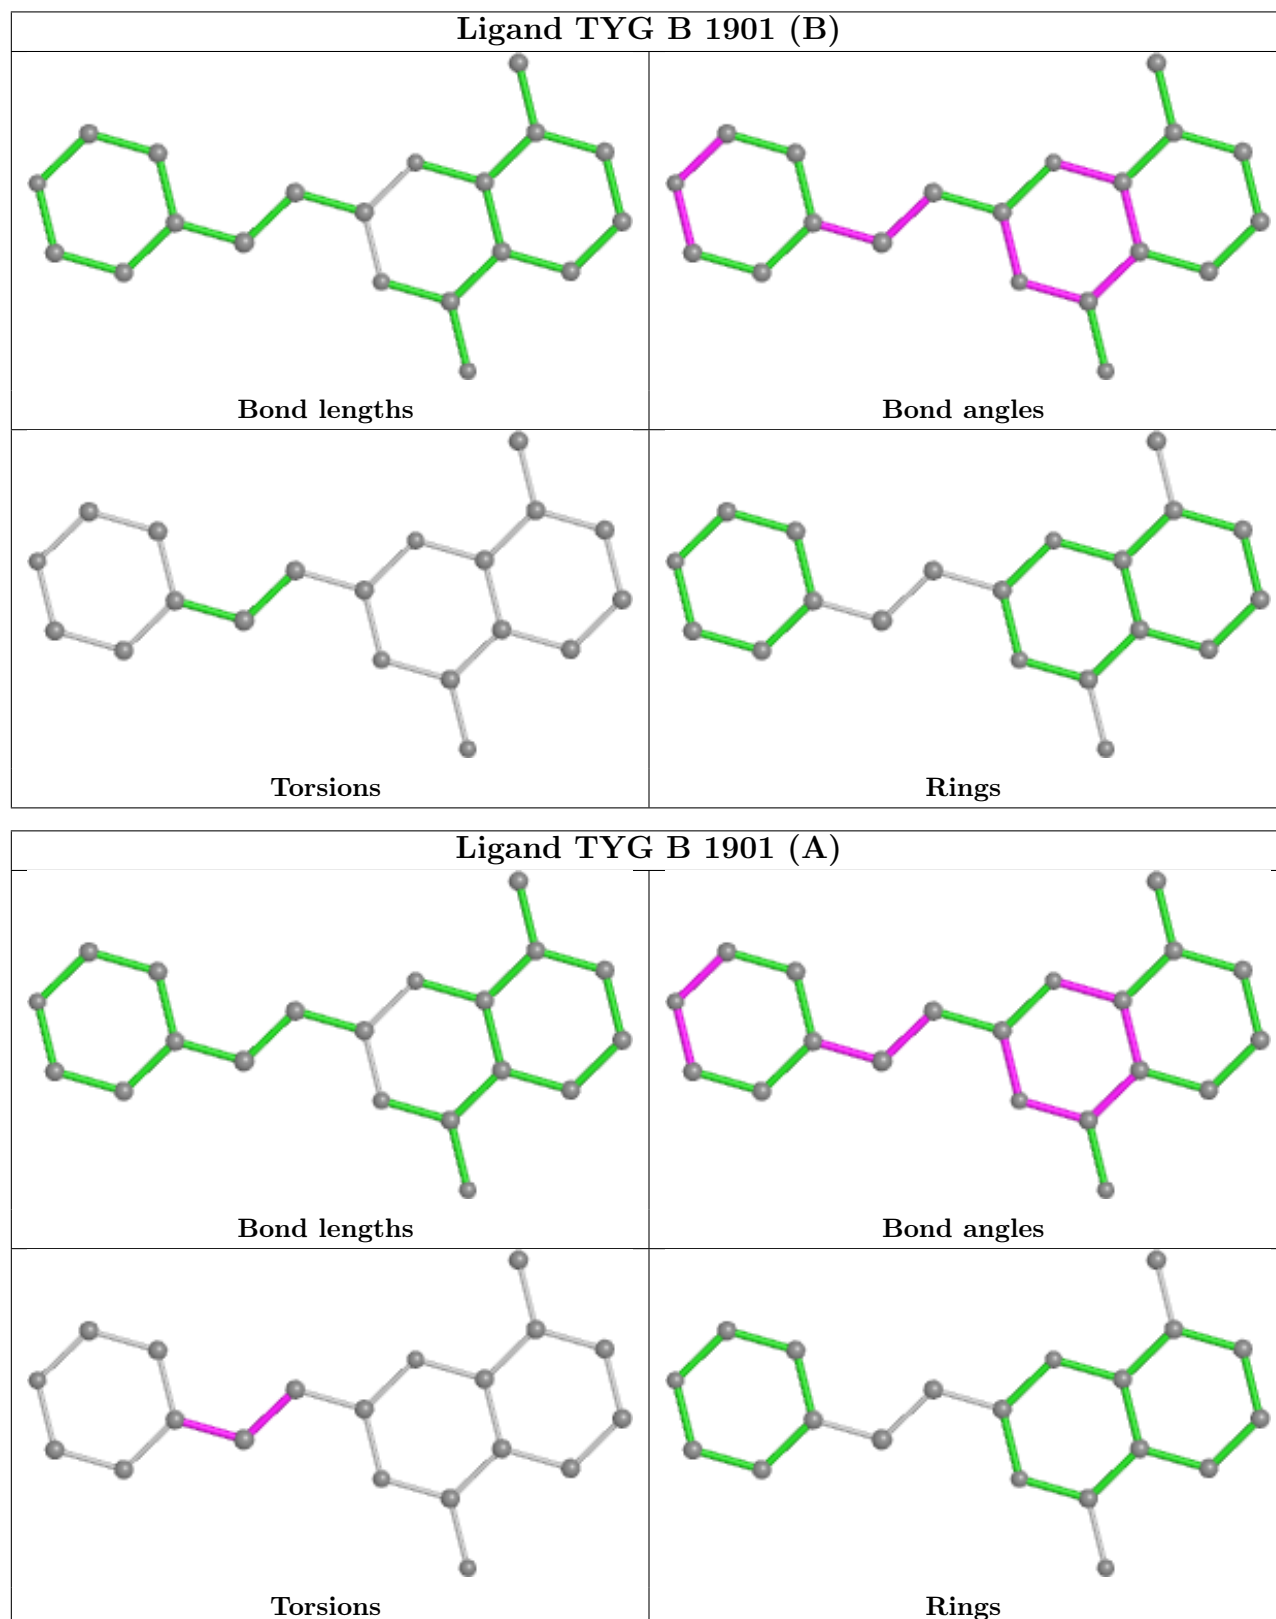 Ligand TYG B 1901 (B)
Bond lengths
Bond angles
Torsions
Rings
Ligand TYG B 1901 (A)
Bond lengths
Bond angles
Torsions
Rings